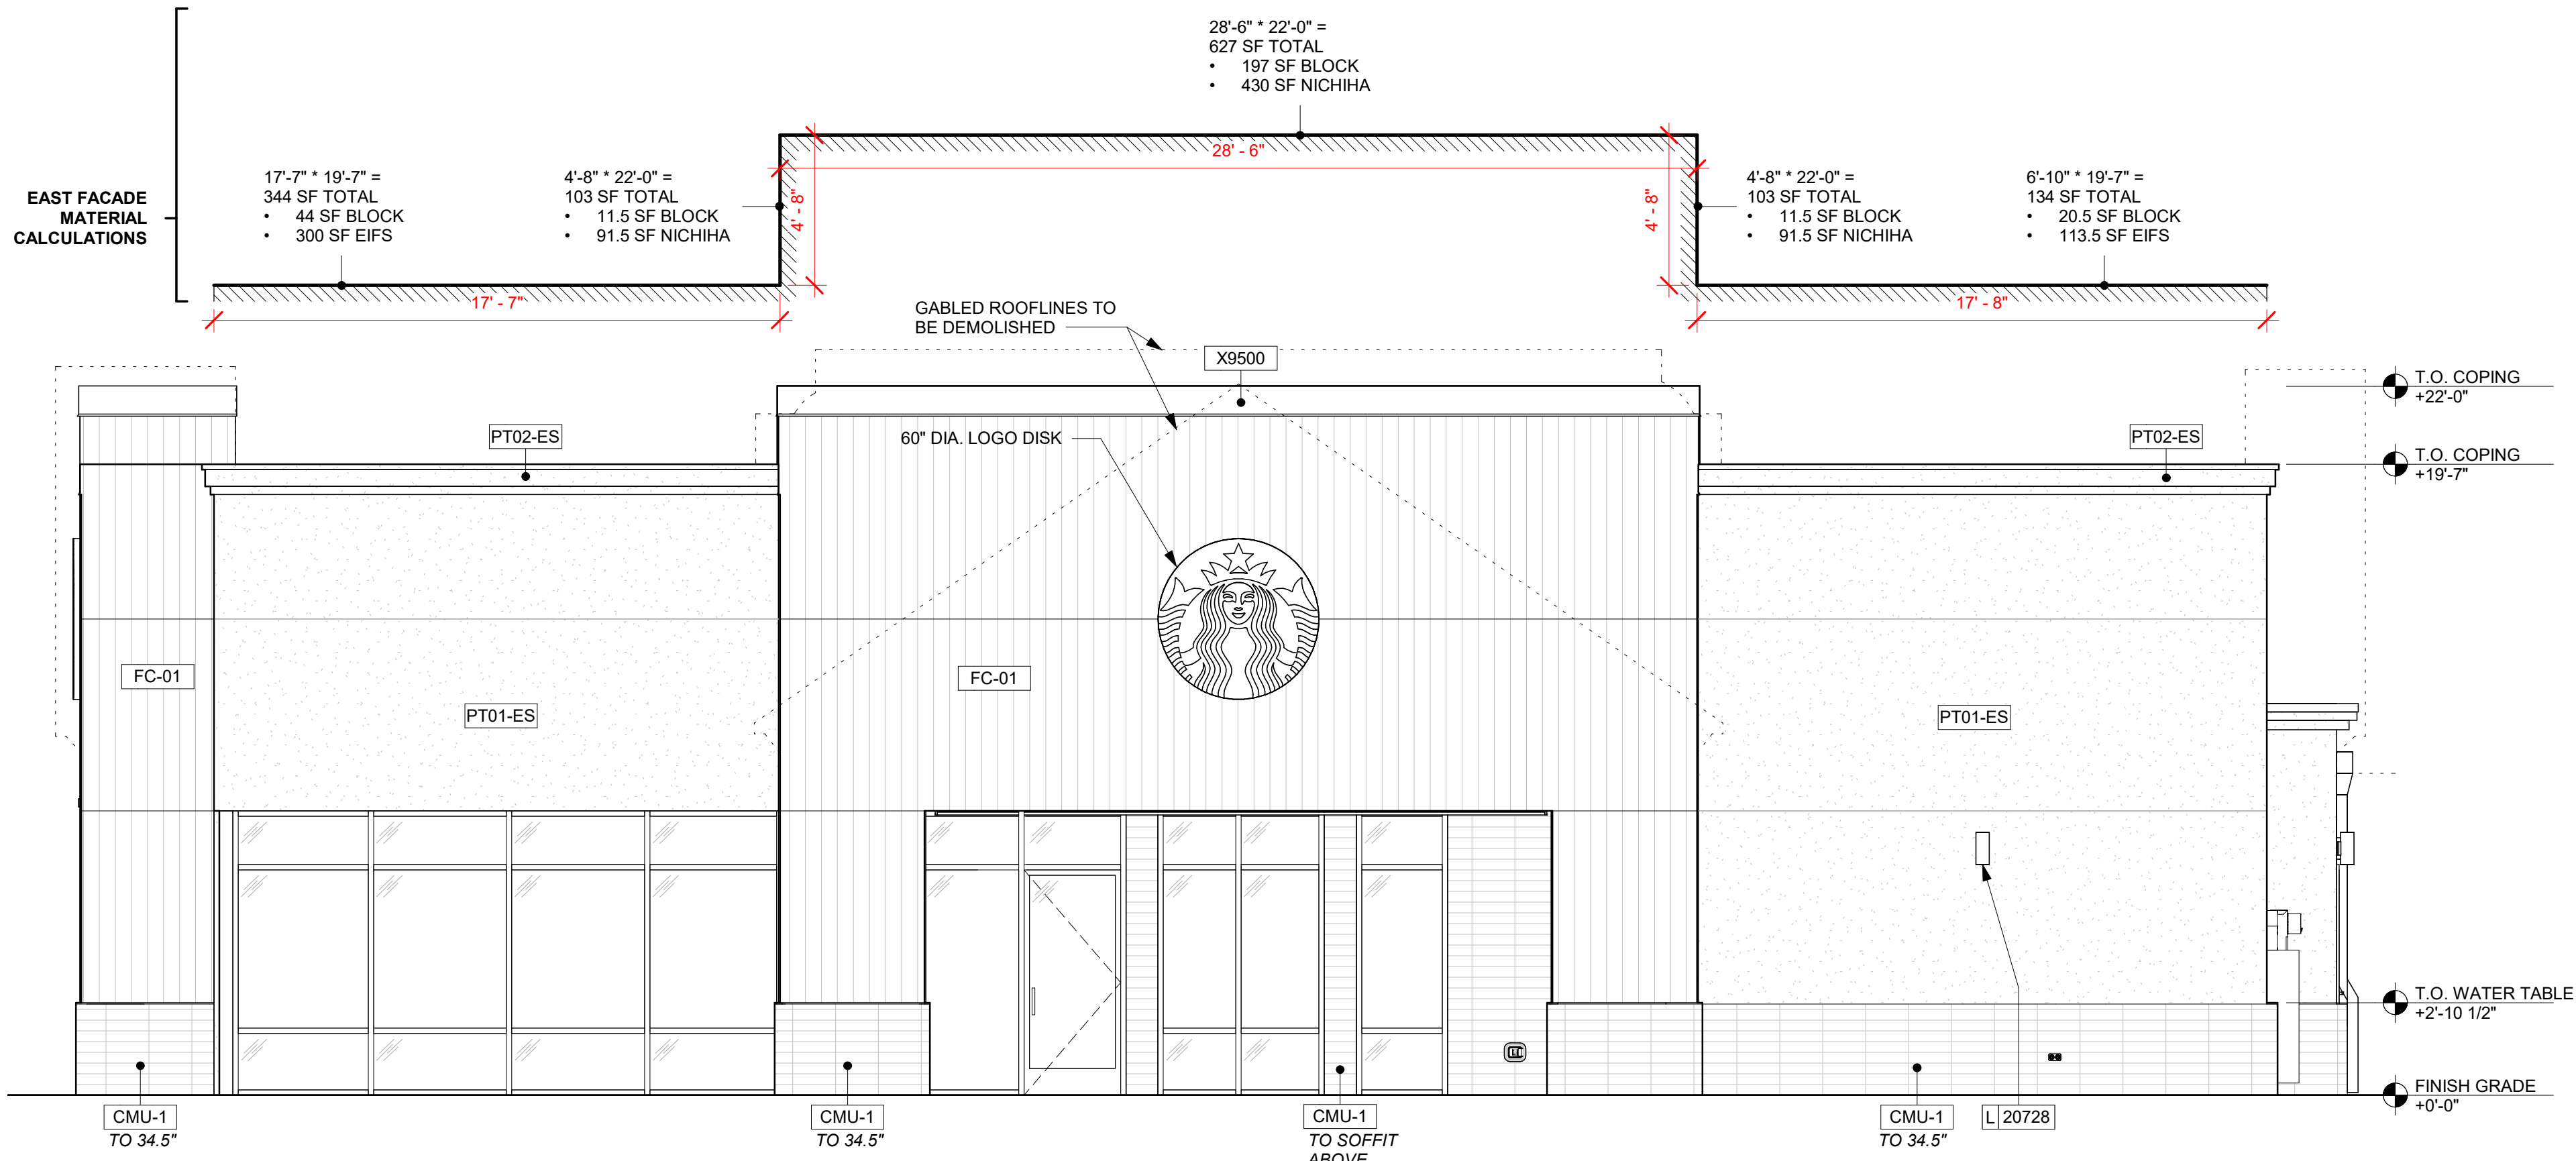 28'-6" * 22'-0" =
627 SF TOTAL
• 197 SF BLOCK
• 430 SF NICHIHA
EAST FACADE
MATERIAL
CALCULATIONS
17'-7" * 19'-7" =
344 SF TOTAL
• 44 SF BLOCK
• 300 SF EIFS
4'-8" * 22'-0" =
103 SF TOTAL
• 11.5 SF BLOCK
• 91.5 SF NICHIHA
4'-8" * 22'-0" =
103 SF TOTAL
• 11.5 SF BLOCK
• 91.5 SF NICHIHA
6'-10" * 19'-7" =
134 SF TOTAL
• 20.5 SF BLOCK
• 113.5 SF EIFS
28' - 6"
4' - 8"
4' - 8"
17' - 7"
17' - 8"
GABLED ROOFLINES TO
BE DEMOLISHED
X9500
60" DIA. LOGO DISK
PT02-ES
PT02-ES
T.O. COPING
+22'-0"
T.O. COPING
+19'-7"
FC-01
FC-01
PT01-ES
PT01-ES
T.O. WATER TABLE
+2'-10 1/2"
FINISH GRADE
+0'-0"
CMU-1
TO 34.5"
CMU-1
TO 34.5"
CMU-1
TO SOFFIT
ABOVE
CMU-1
TO 34.5"
L 20728